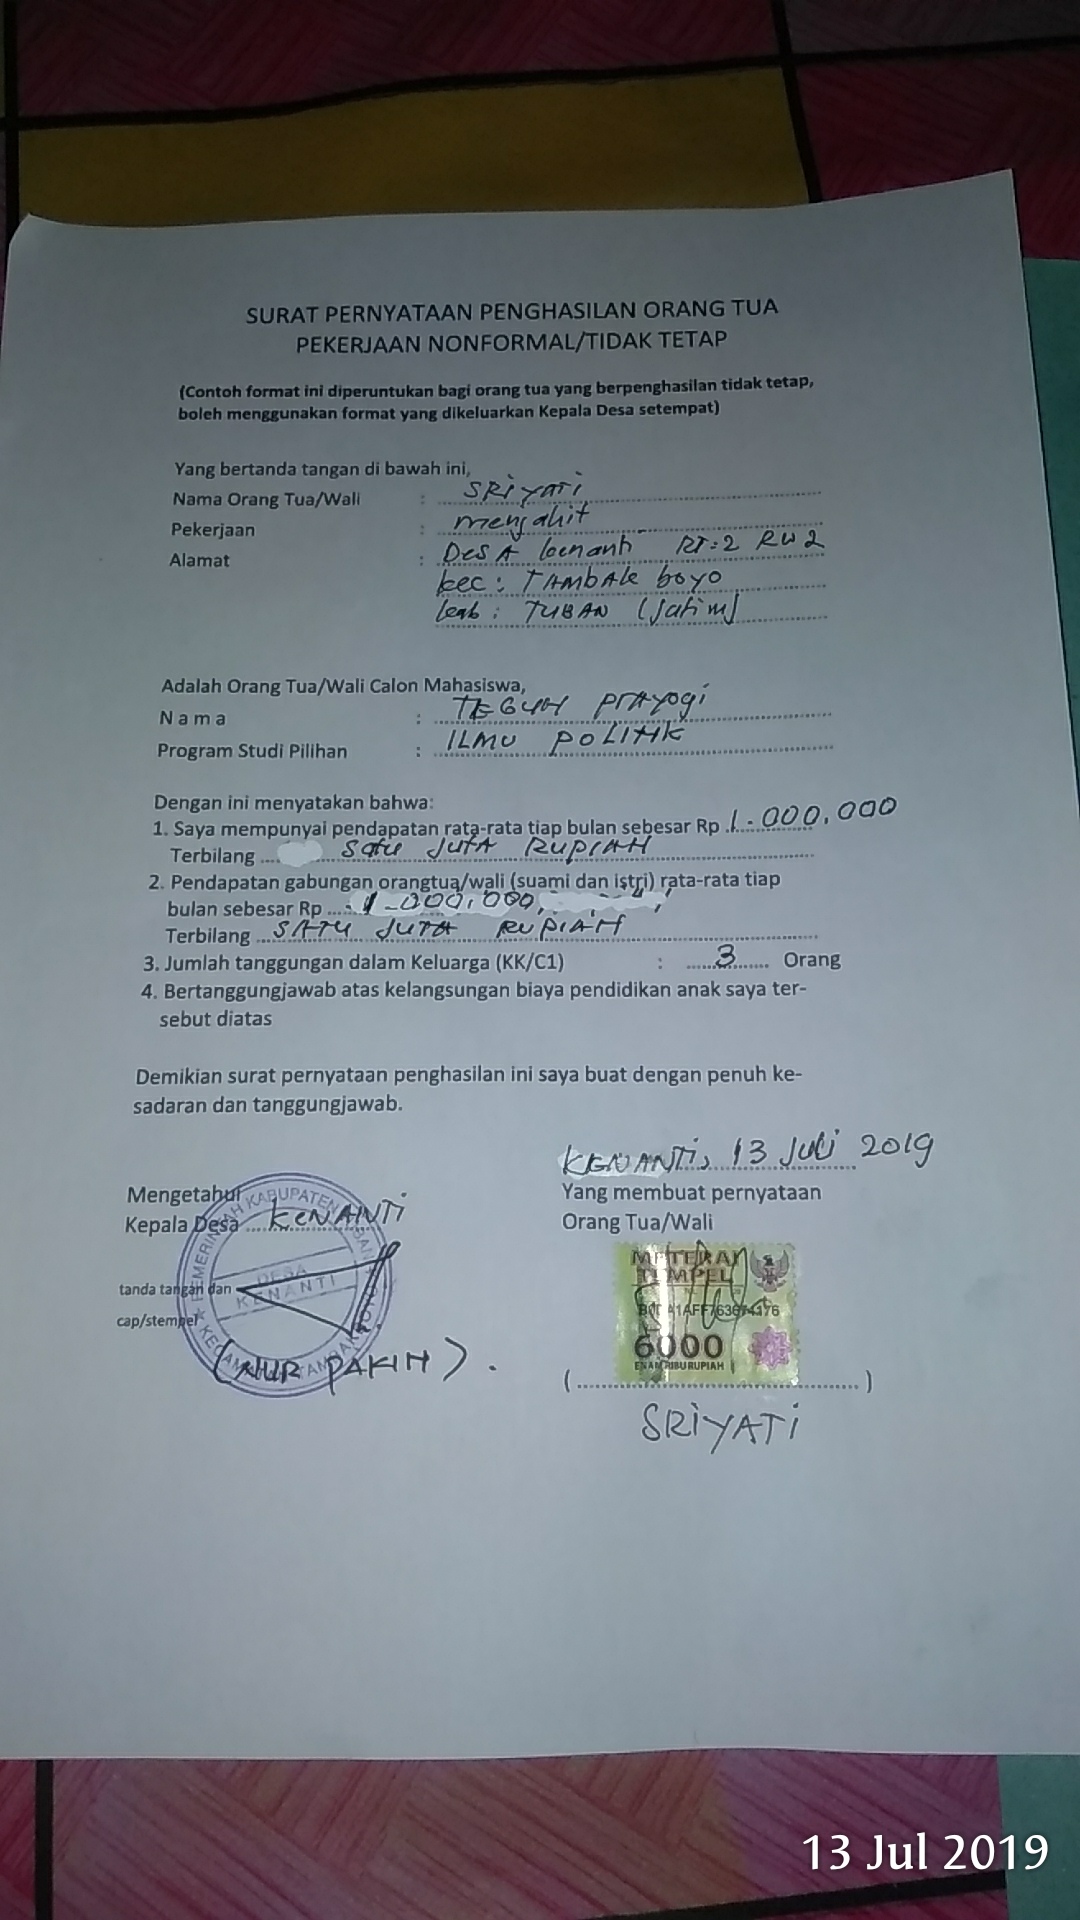 SURAT PERNYATAAN PENGHASILAN ORANG TUA
PEKERJAAN NONFORMAL/TIDAK TETAP
(Contoh format ini diperuntukan bagi orang tua yang berpenghasilan tidak tetap,
boleh menggunakan format yang dikeluarkan Kepala Desa setempat)
Yang bertanda tangan di bawah ini,
Nama Orang Tua/Wali : SRiyATi
Pekerjaan : menjahit
Alamat : DesA kenanti RT:2 RW 2
kec: TAMbAk boyo
kab: TUBAN (Jatim)
Adalah Orang Tua/Wali Calon Mahasiswa,
N a m a : TEGUH PRAYOgi
Program Studi Pilihan : ILMU POLITIK
Dengan ini menyatakan bahwa:
1. Saya mempunyai pendapatan rata-rata tiap bulan sebesar Rp 1.000,000
Terbilang satu JUTA RUPIAH
2. Pendapatan gabungan orangtua/wali (suami dan istri) rata-rata tiap
bulan sebesar Rp 1.000,000,
Terbilang SATU JUTA RUPIAH
3. Jumlah tanggungan dalam Keluarga (KK/C1) : 3 Orang
4. Bertanggungjawab atas kelangsungan biaya pendidikan anak saya ter-
sebut diatas
Demikian surat pernyataan penghasilan ini saya buat dengan penuh ke-
sadaran dan tanggungjawab.
KENANTi, 13 Juli 2019
Mengetahui
Yang membuat pernyataan
Kepala Desa KENANTi
Orang Tua/Wali
PEMERINTAH KABUPATEN TUBAN
DESA
KENANTI
KECAMATAN TAMBAKBOYO
tanda tangan dan
cap/stempel
METERAI
TEMPEL
6000
ENAM RIBU RUPIAH
(NUR PAKIH).
(..........)
SRiYATi
13 Jul 2019